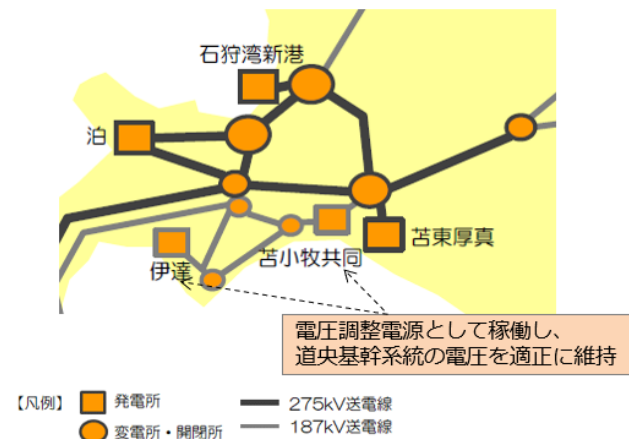 石狩湾新港
泊
苫東厚真
苫小牧共同
伊達
電圧調整電源として稼働し、
道央基幹系統の電圧を適正に維持
【凡例】 発電所 275kV送電線
変電所・開閉所 187kV送電線